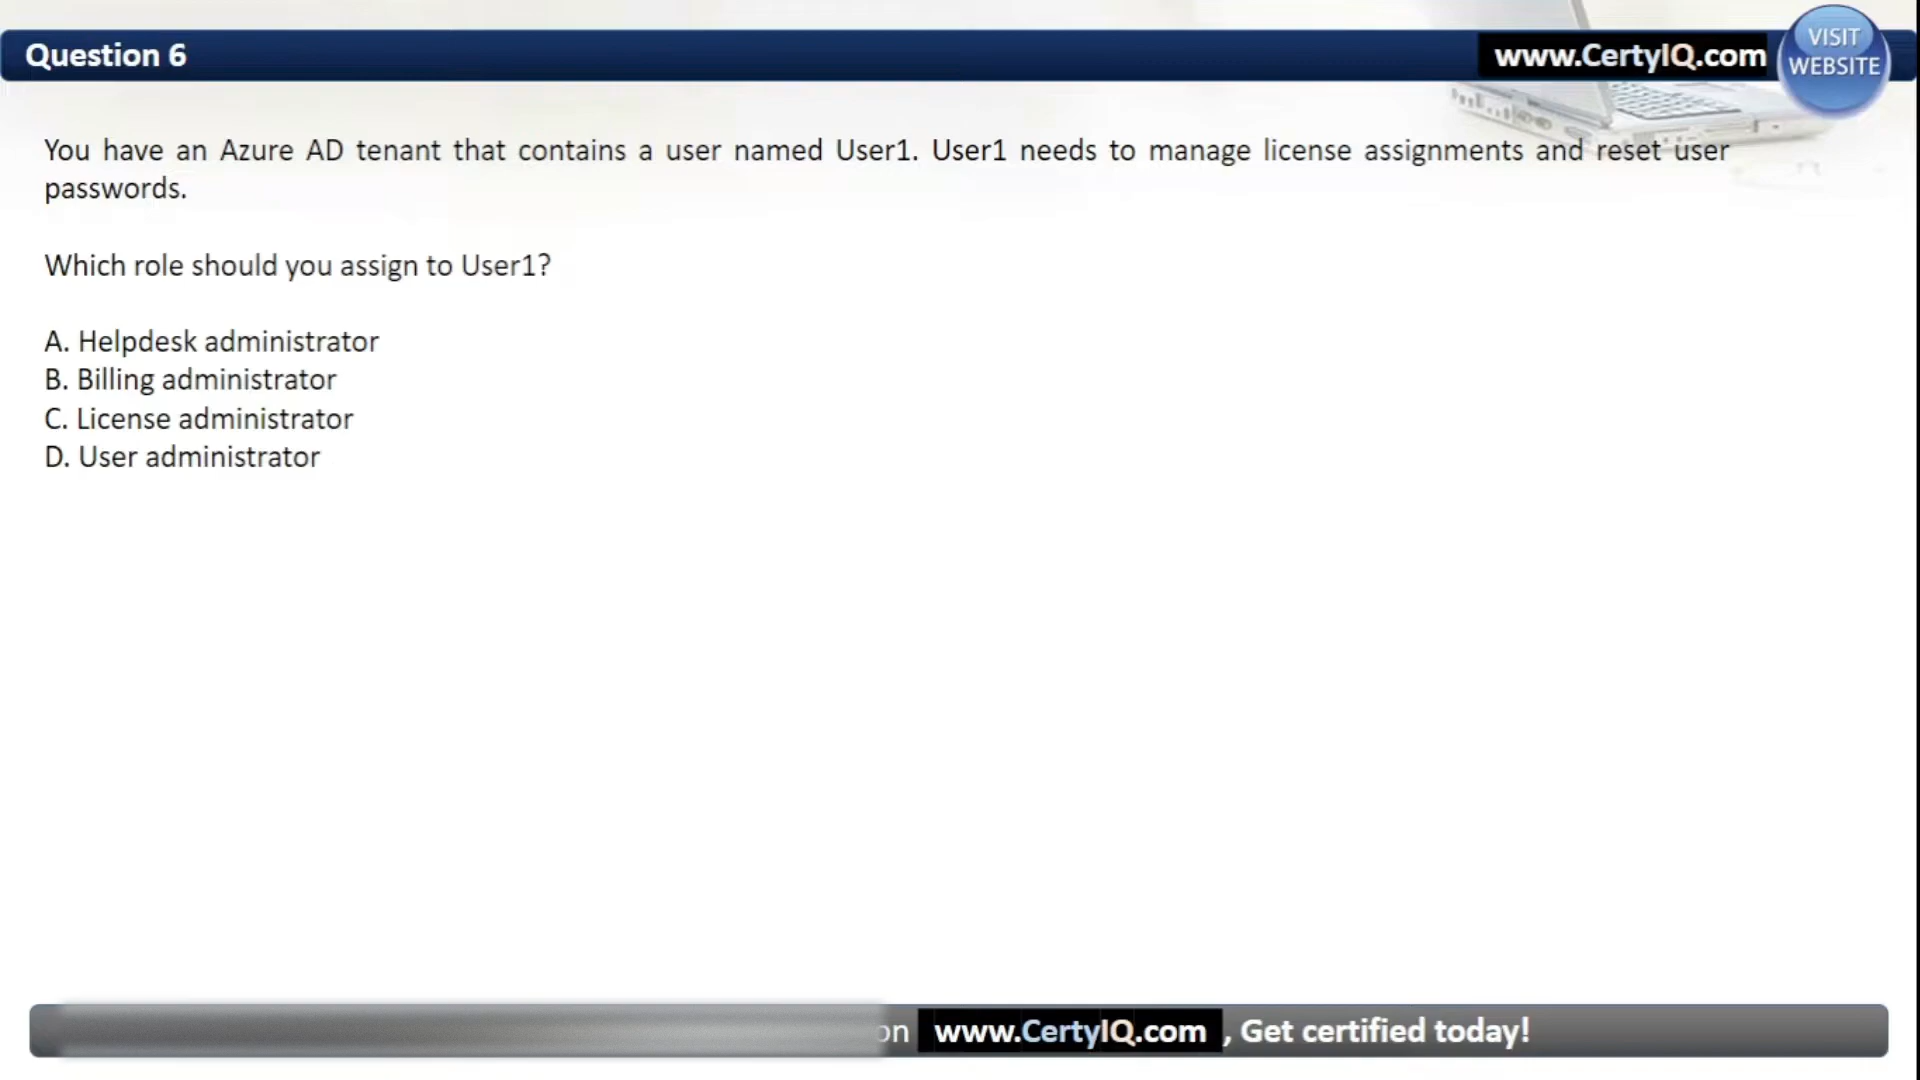 Question 6
www.CertyIQ.com
VISIT
WEBSITE
You have an Azure AD tenant that contains a user named User1. User1 needs to manage license assignments and reset user
passwords.
Which role should you assign to User1?
A. Helpdesk administrator
B. Billing administrator
C. License administrator
D. User administrator
on www.CertyIQ.com , Get certified today!